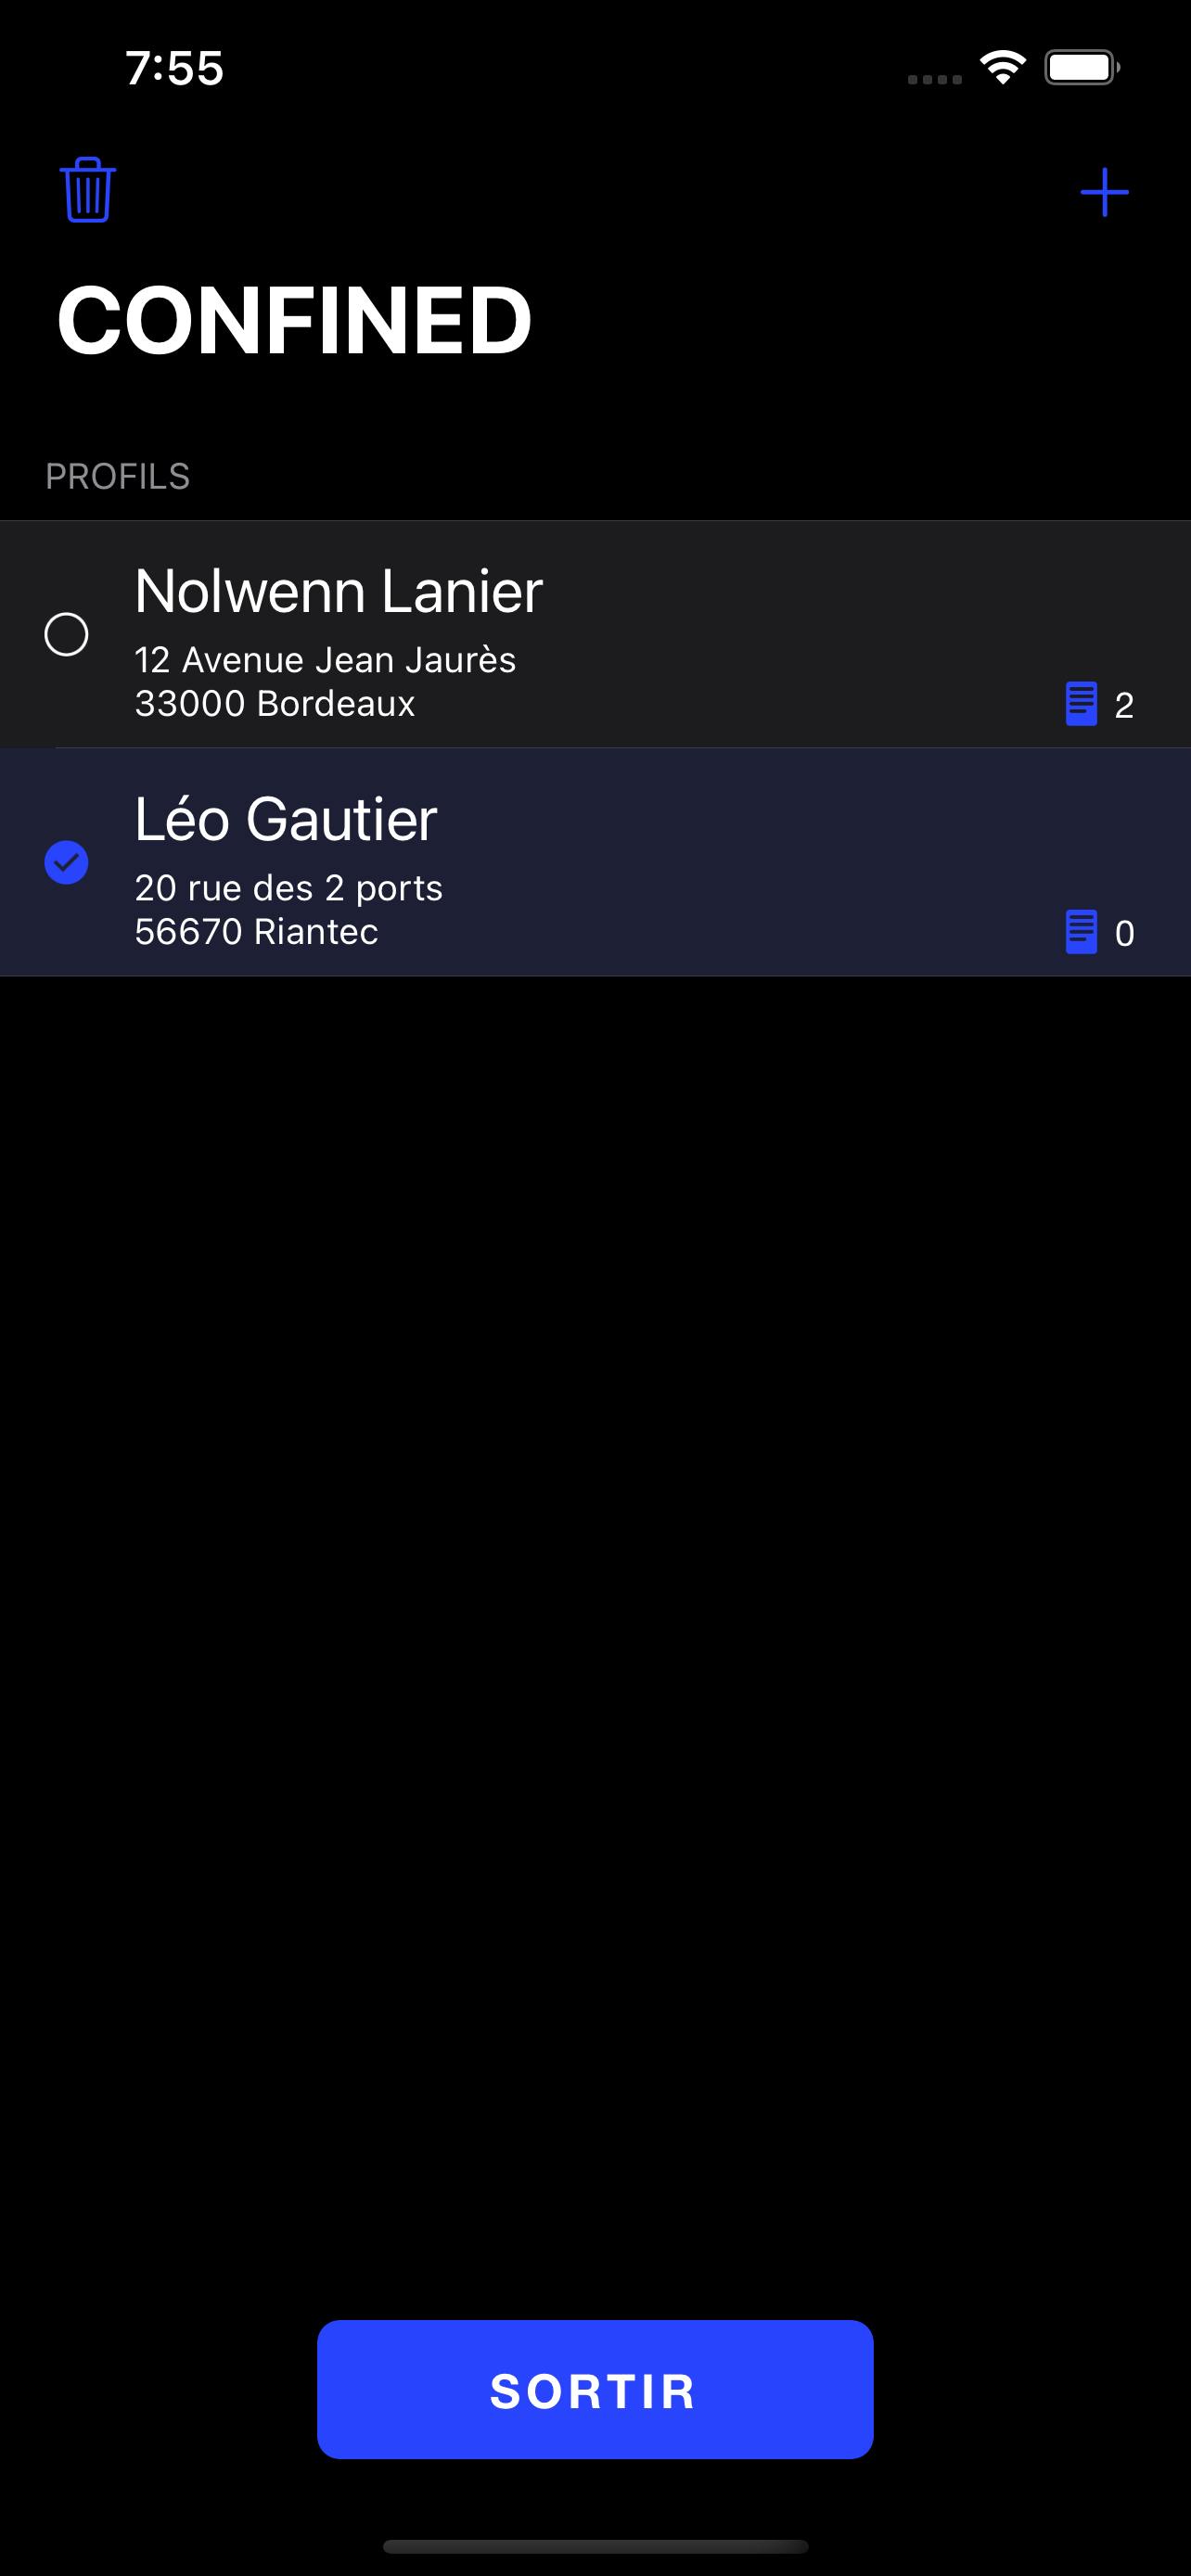 7:55
CONFINED
PROFILS
Nolwenn Lanier
12 Avenue Jean Jaurès
33000 Bordeaux
2
Léo Gautier
20 rue des 2 ports
56670 Riantec
0
SORTIR